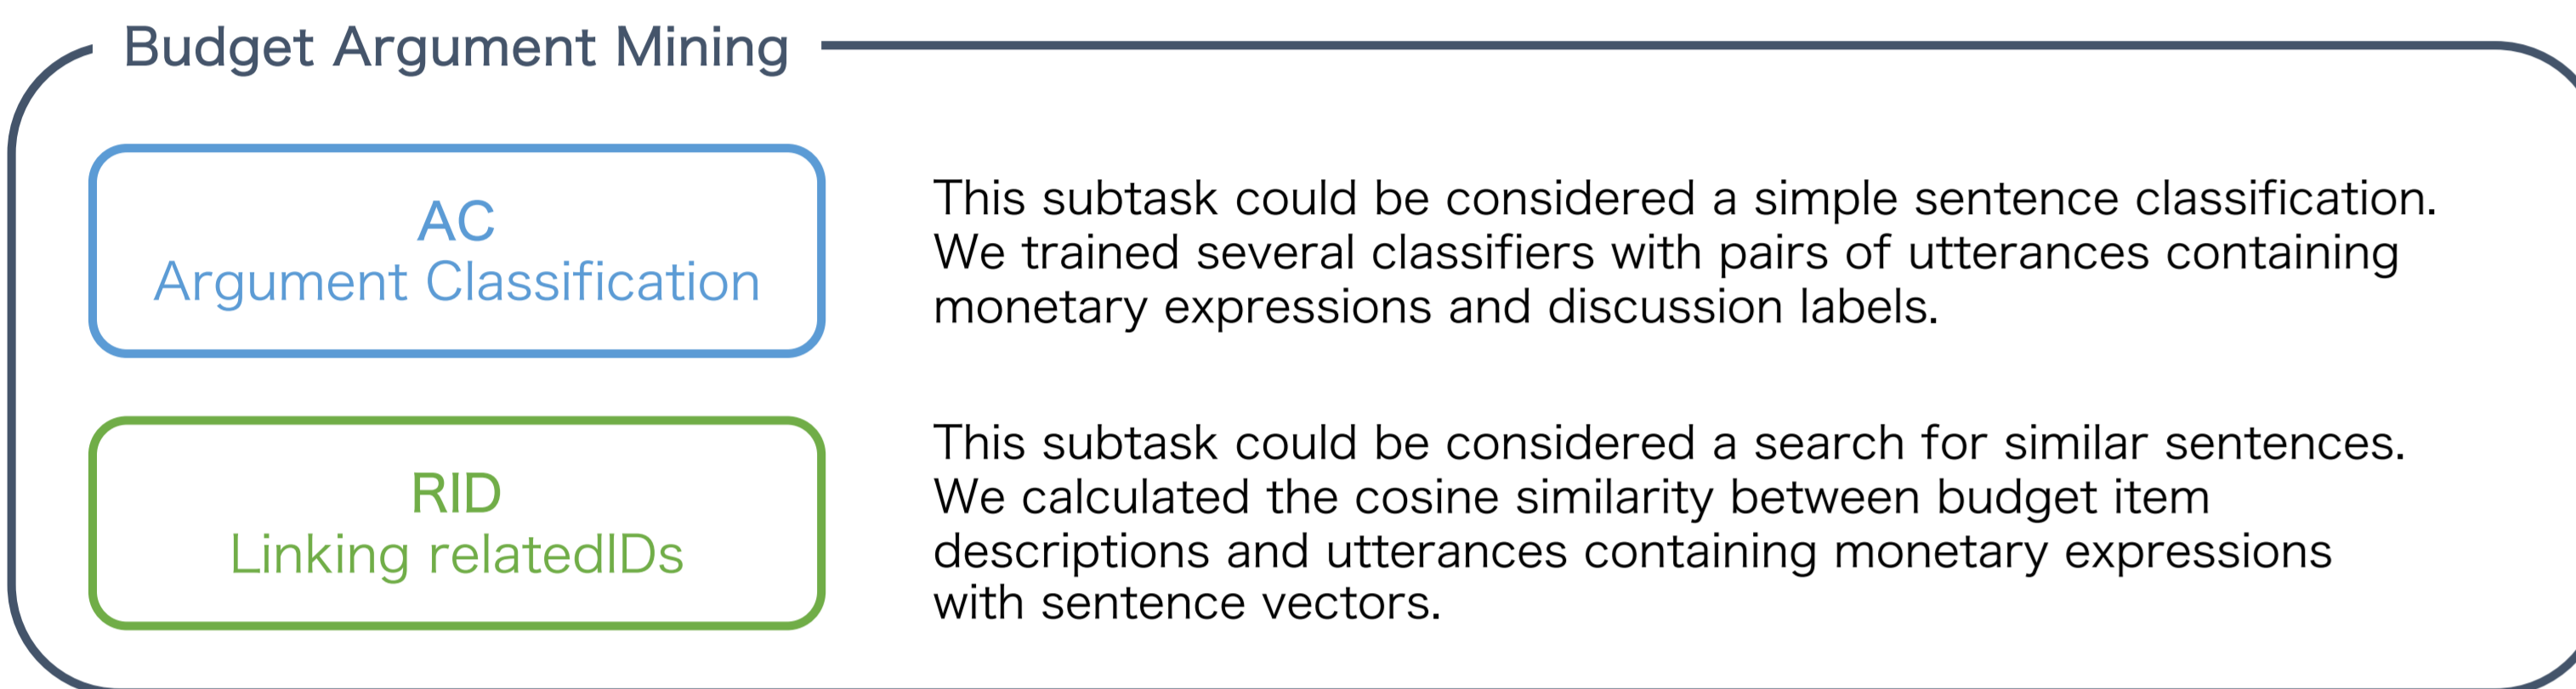 Budget Argument Mining
AC
Argument Classification
This subtask could be considered a simple sentence classification.
We trained several classifiers with pairs of utterances containing
monetary expressions and discussion labels.
RID
Linking relatedIDs
This subtask could be considered a search for similar sentences.
We calculated the cosine similarity between budget item
descriptions and utterances containing monetary expressions
with sentence vectors.